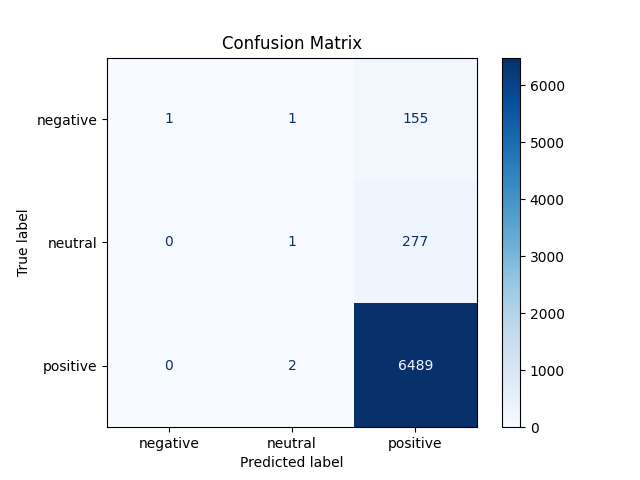 Confusion Matrix
True label
negative
1
1
155
neutral
0
1
277
positive
0
2
6489
negative
neutral
positive
Predicted label
6000
5000
4000
3000
2000
1000
0